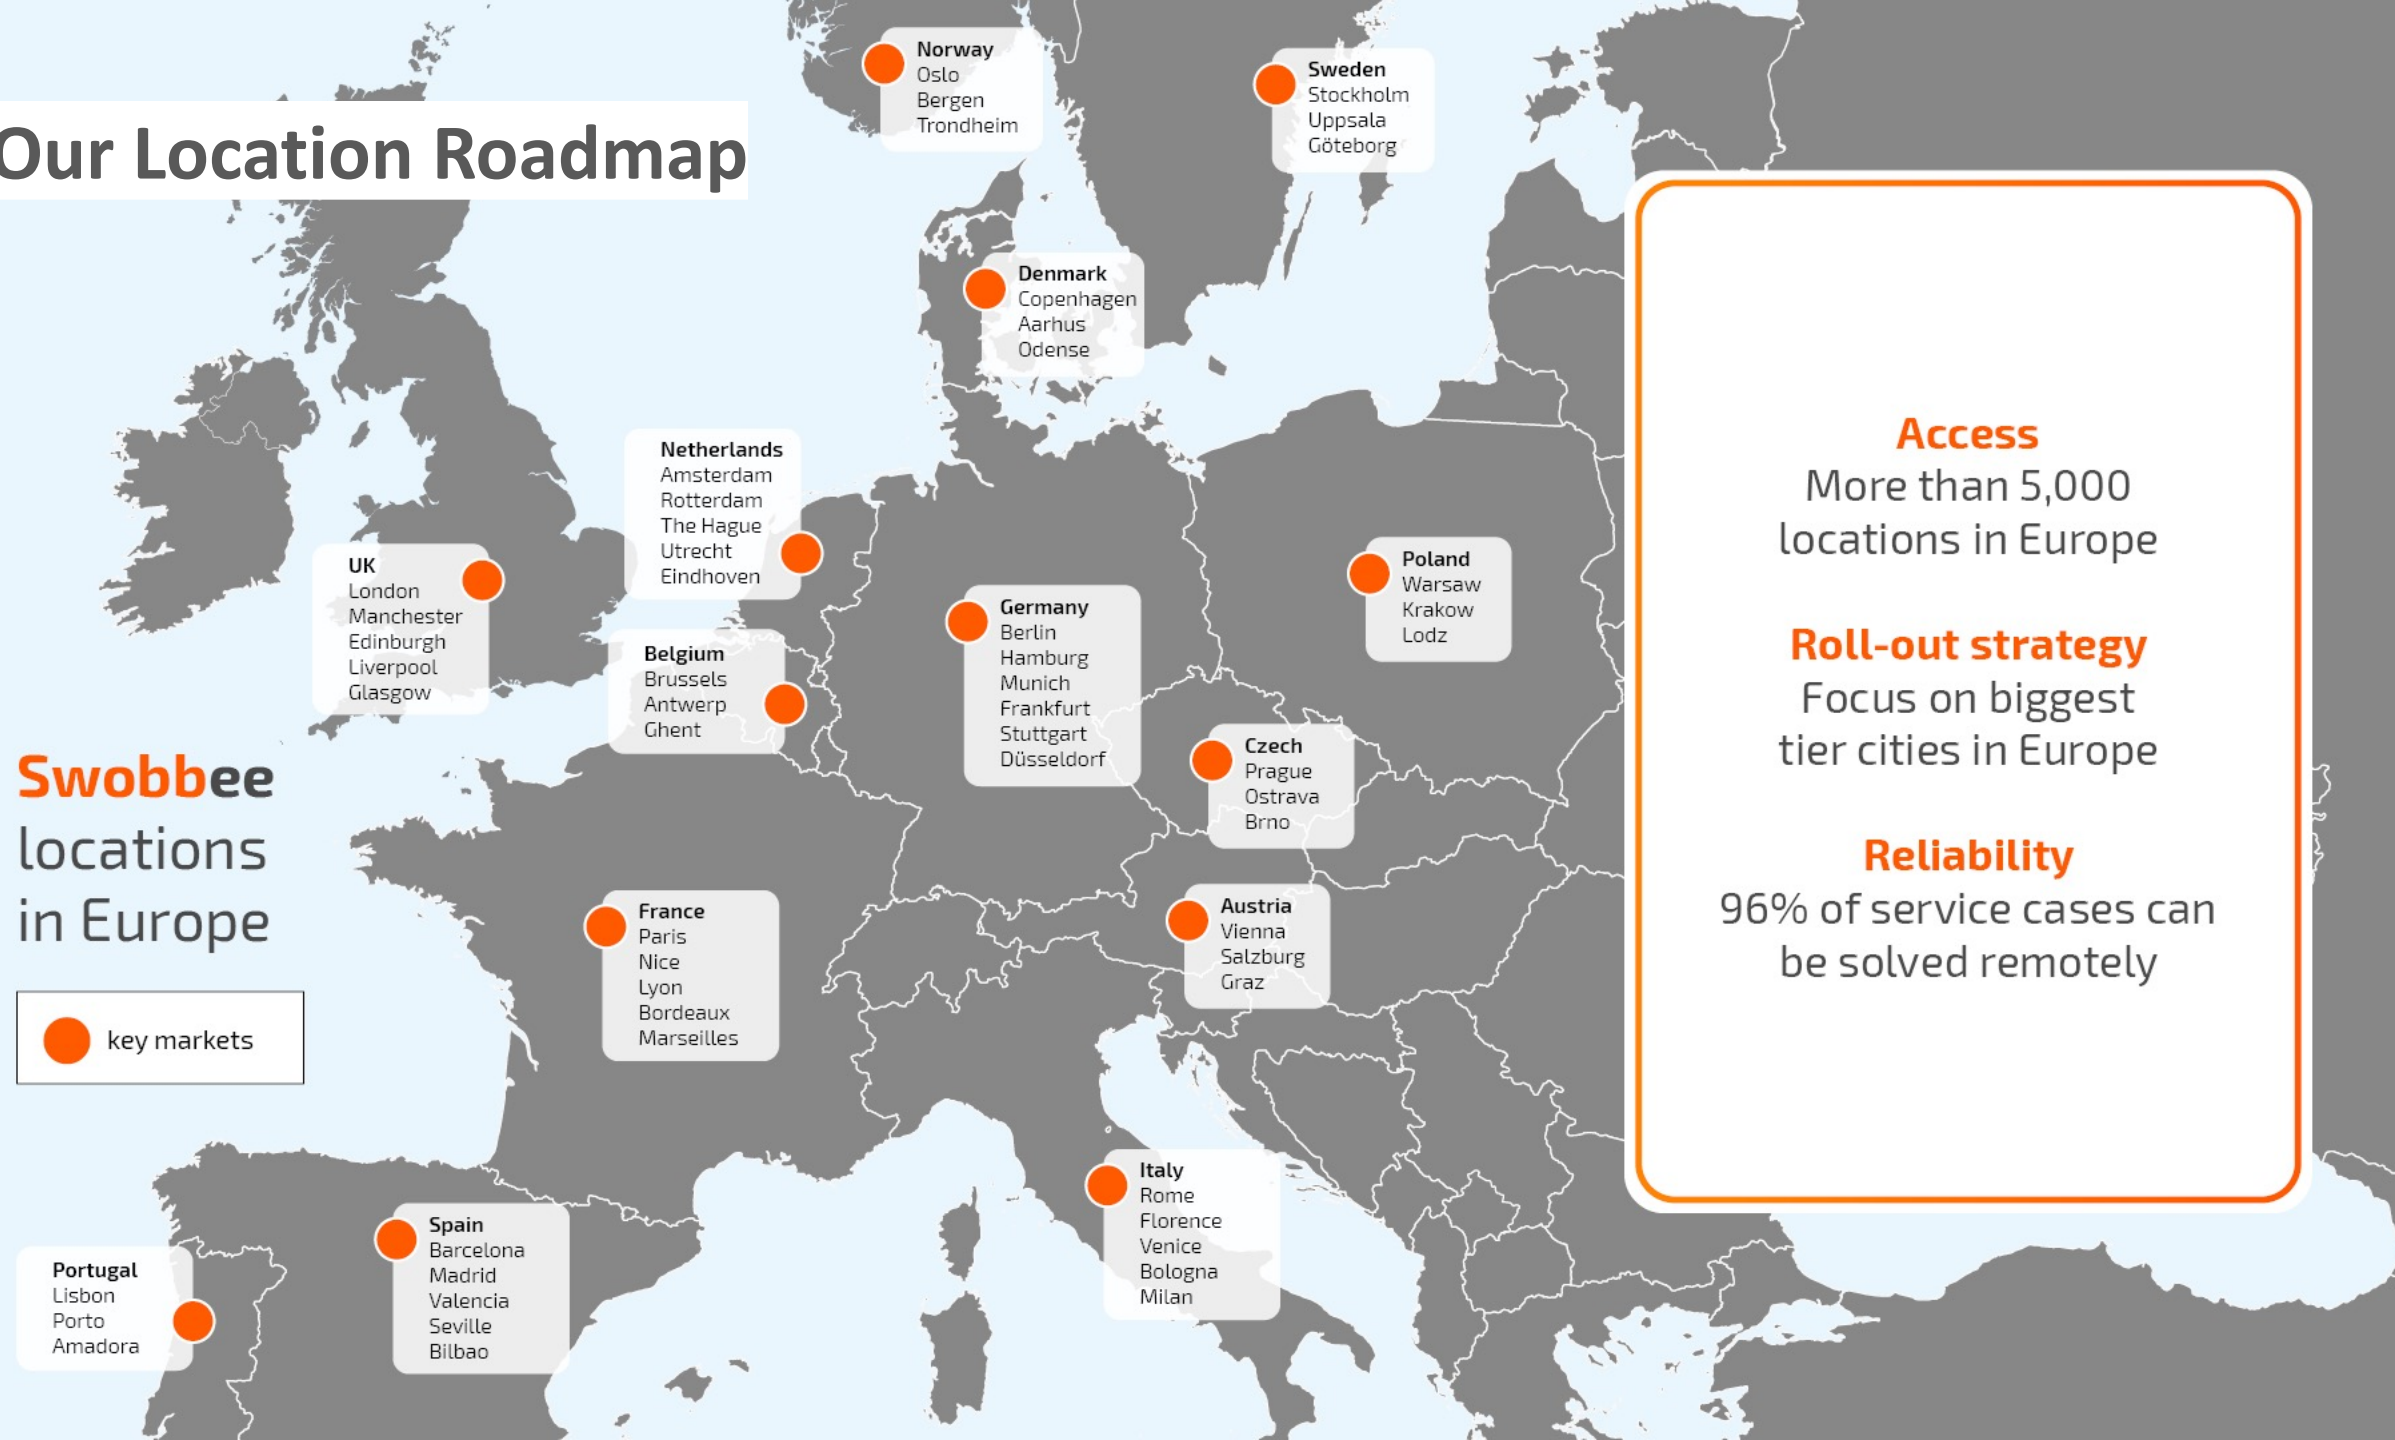 Our Location Roadmap
Norway
Oslo
Bergen
Trondheim
Sweden
Stockholm
Uppsala
Göteborg
Denmark
Copenhagen
Aarhus
Odense
Netherlands
Amsterdam
Rotterdam
The Hague
Utrecht
Eindhoven
UK
London
Manchester
Edinburgh
Liverpool
Glasgow
Belgium
Brussels
Antwerp
Ghent
Germany
Berlin
Hamburg
Munich
Frankfurt
Stuttgart
Düsseldorf
Poland
Warsaw
Krakow
Lodz
Czech
Prague
Ostrava
Brno
Austria
Vienna
Salzburg
Graz
France
Paris
Nice
Lyon
Bordeaux
Marseilles
Italy
Rome
Florence
Venice
Bologna
Milan
Spain
Barcelona
Madrid
Valencia
Seville
Bilbao
Portugal
Lisbon
Porto
Amadora
Swobbee
locations
in Europe
key markets
Access
More than 5,000
locations in Europe
Roll-out strategy
Focus on biggest
tier cities in Europe
Reliability
96% of service cases can
be solved remotely